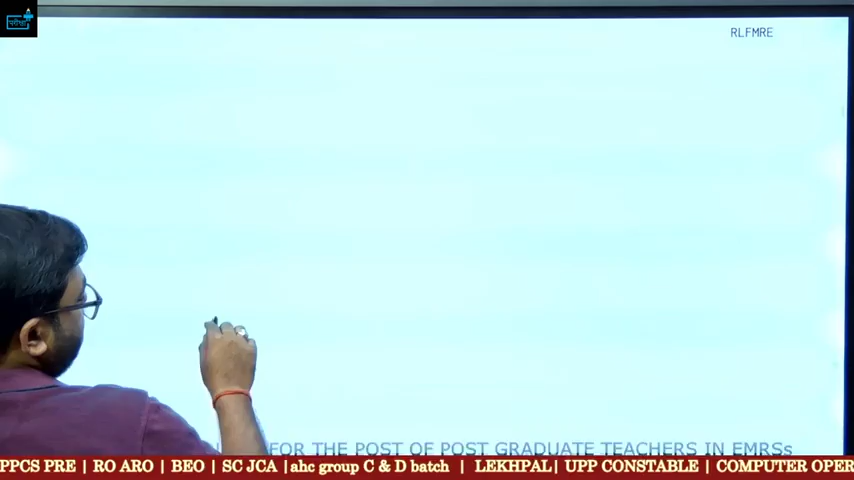 परीक्षा
RLFMRE
FOR THE POST OF POST GRADUATE TEACHERS IN EMRSs
PPCS PRE | RO ARO | BEO | SC JCA |ahc group C & D batch | LEKHPAL| UPP CONSTABLE | COMPUTER OPER